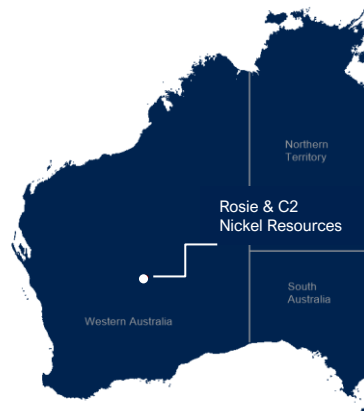 Northern
Territory
Rosie & C2
Nickel Resources
South
Australia
Western Australia